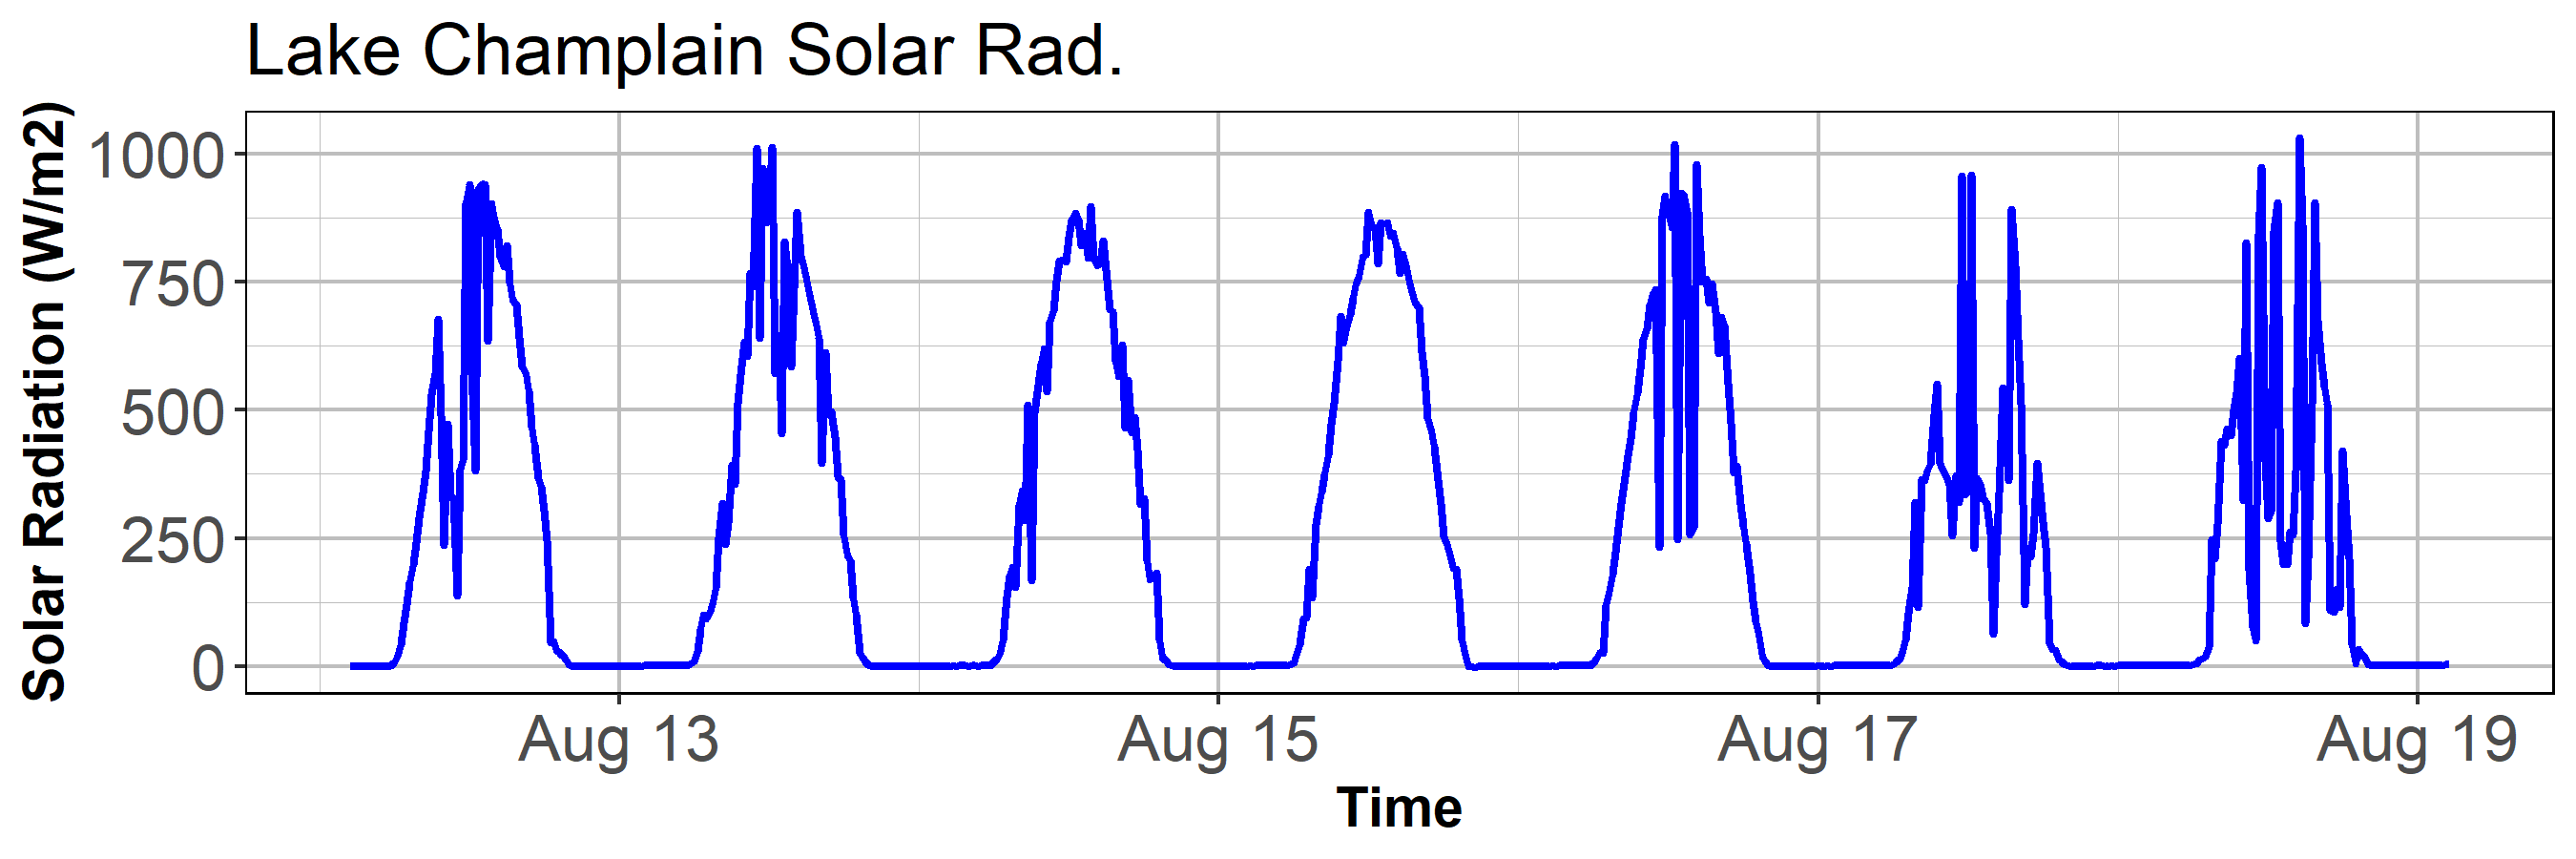 Lake Champlain Solar Rad.
Solar Radiation (W/m2)
1000
750
500
250
0
Aug 13 Aug 15 Aug 17 Aug 19
Time